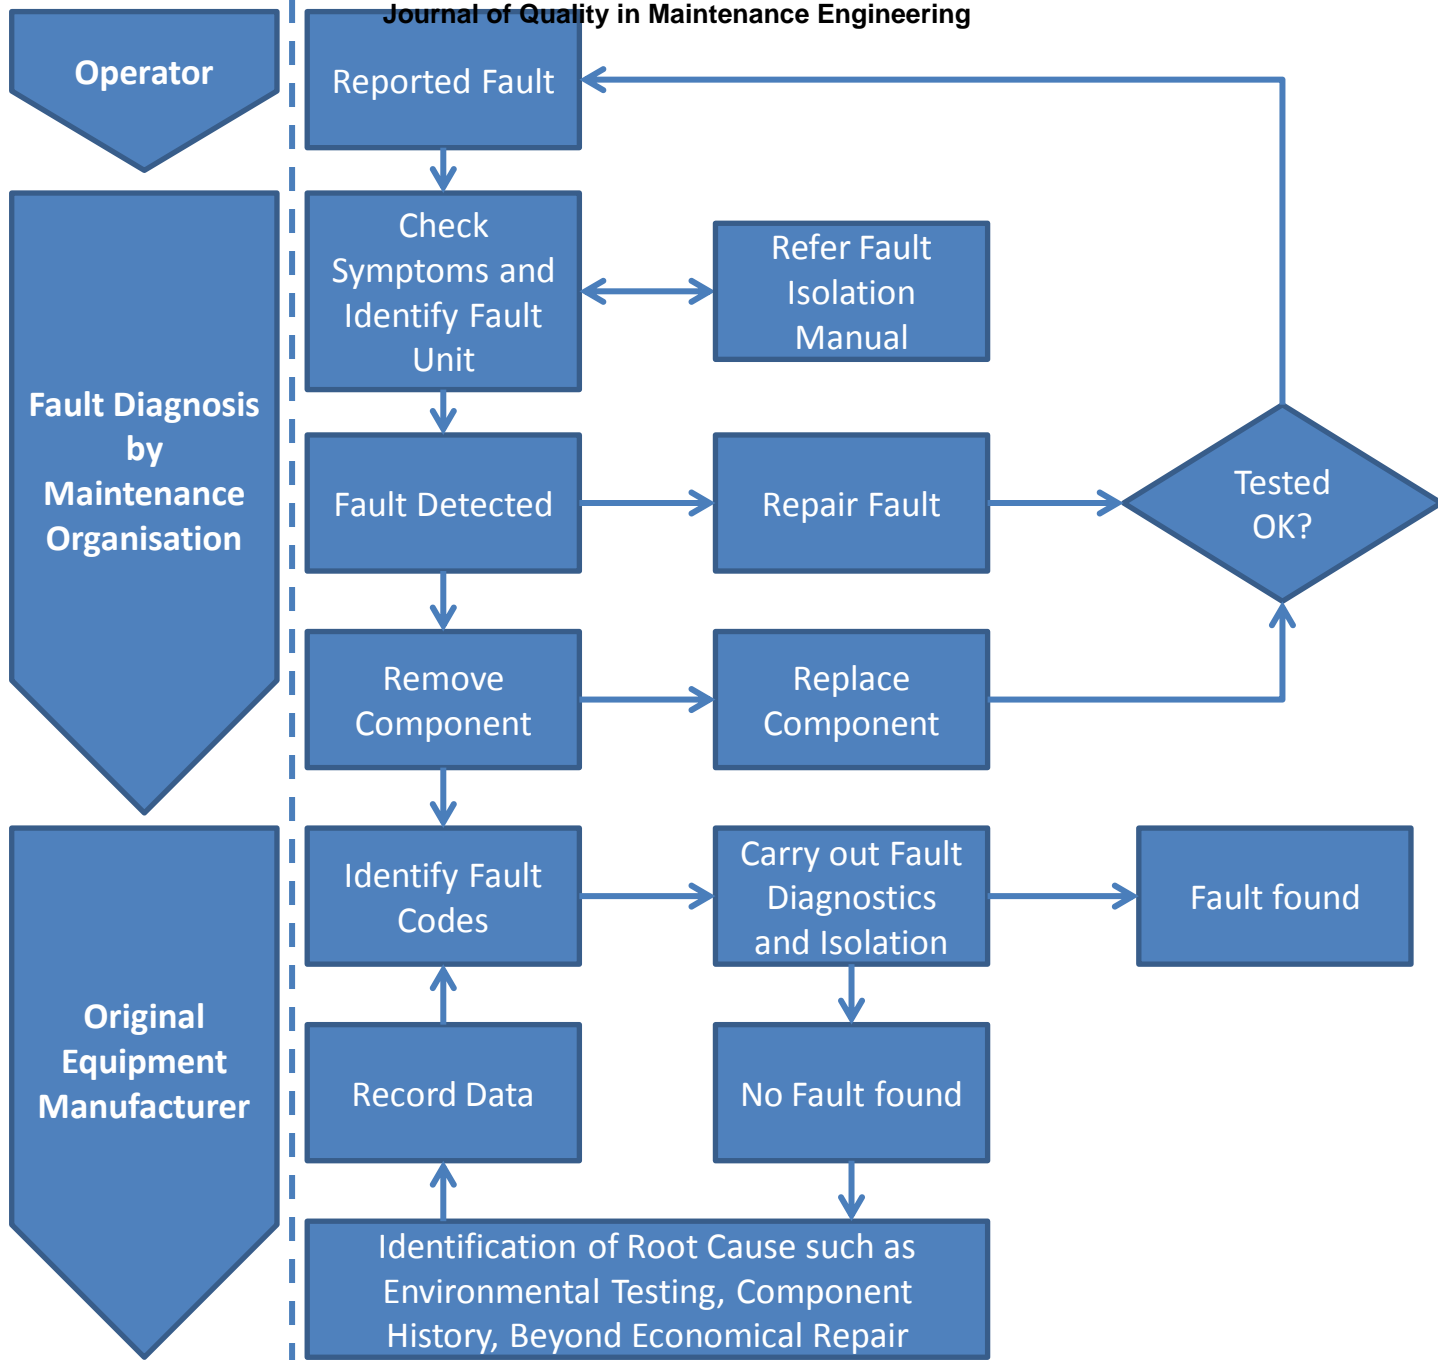 Journal of Quality in Maintenance Engineering
Operator
Reported Fault
Check
Symptoms and
Identify Fault
Unit
Refer Fault
Isolation
Manual
Fault Diagnosis
by
Maintenance
Organisation
Fault Detected
Repair Fault
Tested
OK?
Remove
Component
Replace
Component
Identify Fault
Codes
Carry out Fault
Diagnostics
and Isolation
Fault found
Original
Equipment
Manufacturer
Record Data
No Fault found
Identification of Root Cause such as
Environmental Testing, Component
History, Beyond Economical Repair